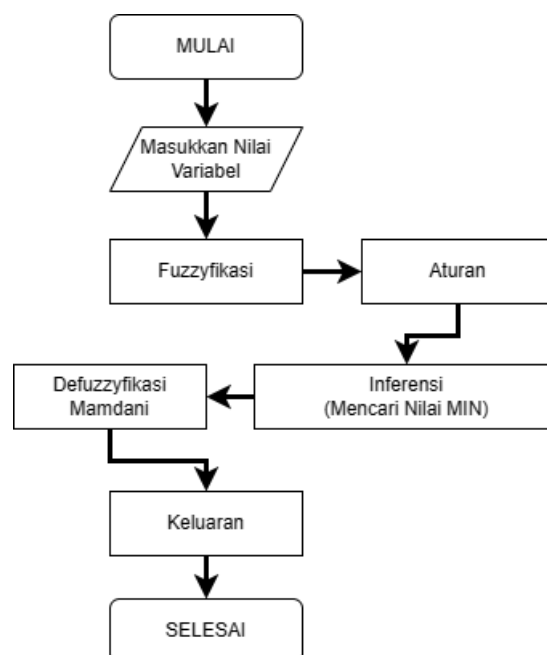 MULAI
Masukkan Nilai
Variabel
Fuzzyfikasi
Aturan
Inferensi
(Mencari Nilai MIN)
Defuzzyfikasi
Mamdani
Keluaran
SELESAI